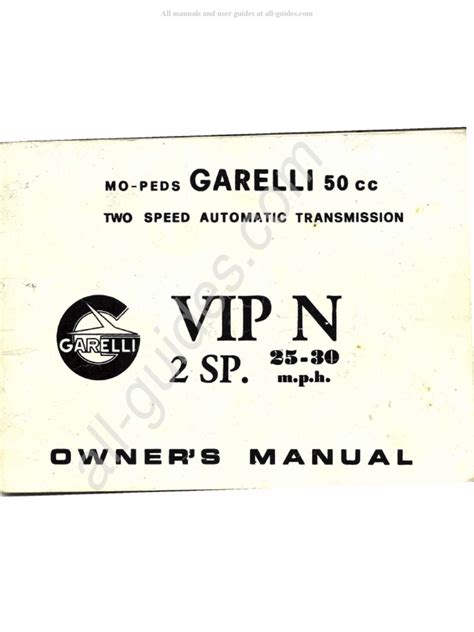 All manuals and user guides at all-guides.com
MO-PEDS GARELLI 50 cc
TWO SPEED AUTOMATIC TRANSMISSION
GARELLI
VIP N
2 SP. 25-30 m.p.h.
OWNER'S MANUAL
all-guides.com